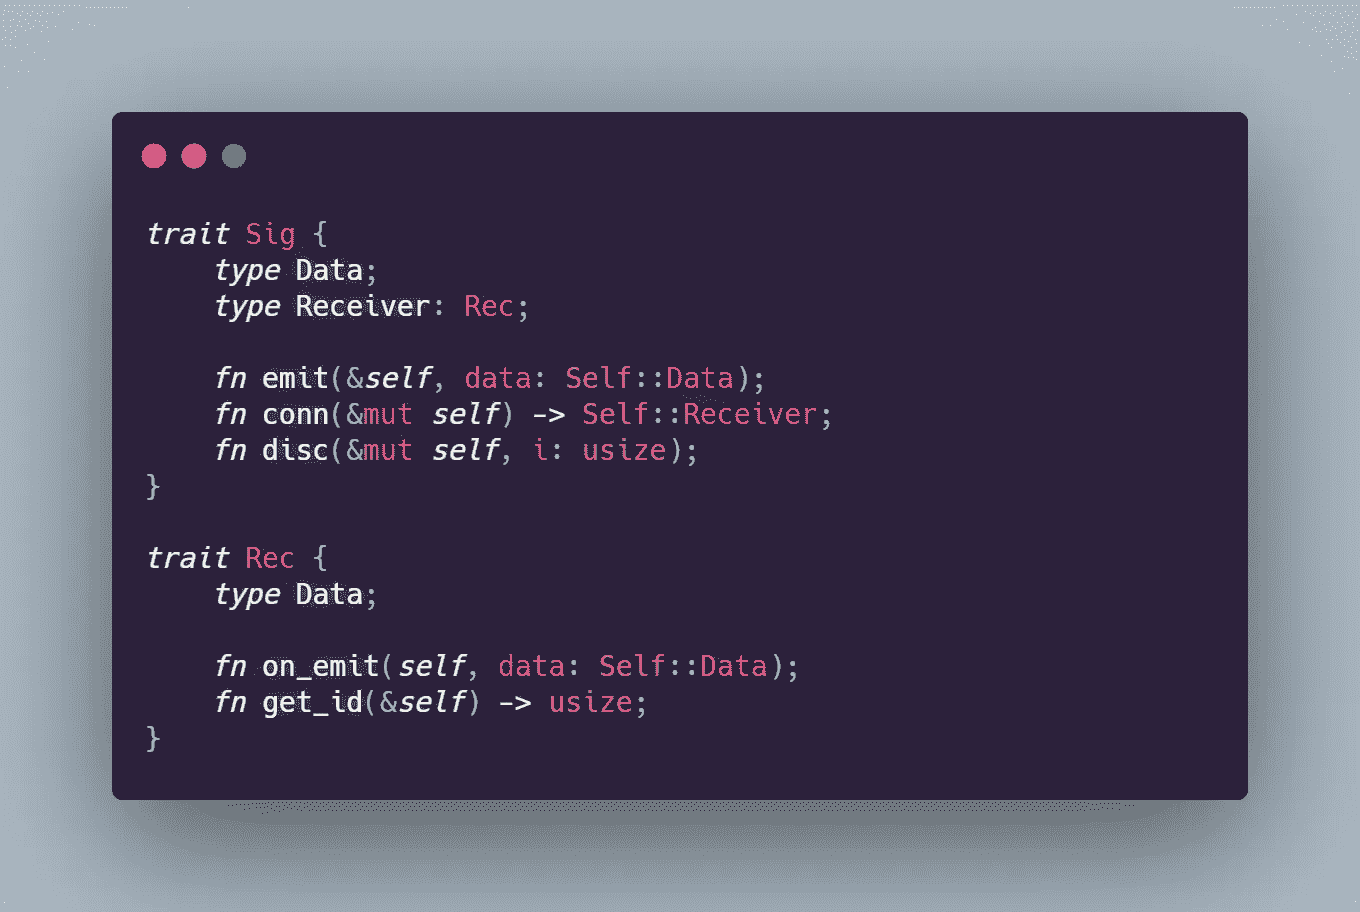 trait Sig {
    type Data;
    type Receiver: Rec;

    fn emit(&self, data: Self::Data);
    fn conn(&mut self) -> Self::Receiver;
    fn disc(&mut self, i: usize);
}

trait Rec {
    type Data;

    fn on_emit(self, data: Self::Data);
    fn get_id(&self) -> usize;
}